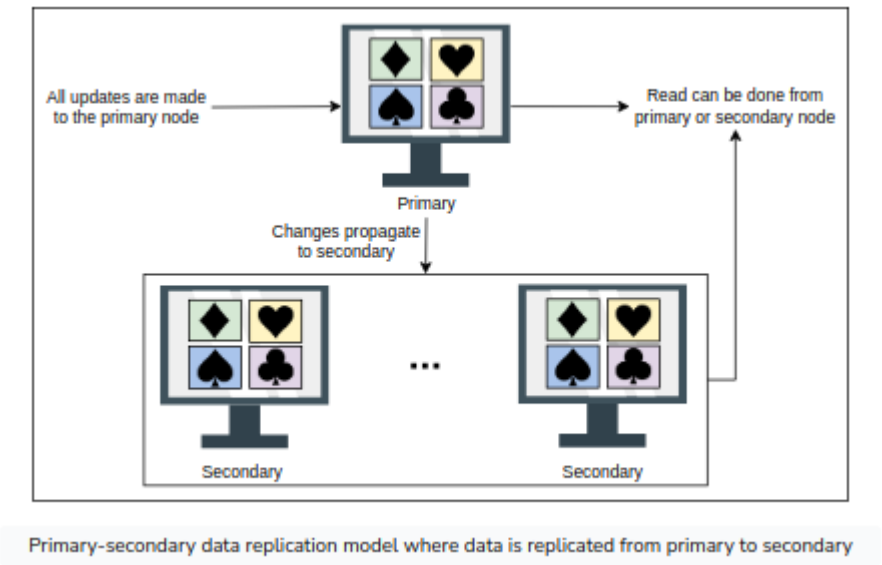 All updates are made
to the primary node
Read can be done from
primary or secondary node
Primary
Changes propagate
to secondary
...
Secondary
Secondary
Primary-secondary data replication model where data is replicated from primary to secondary